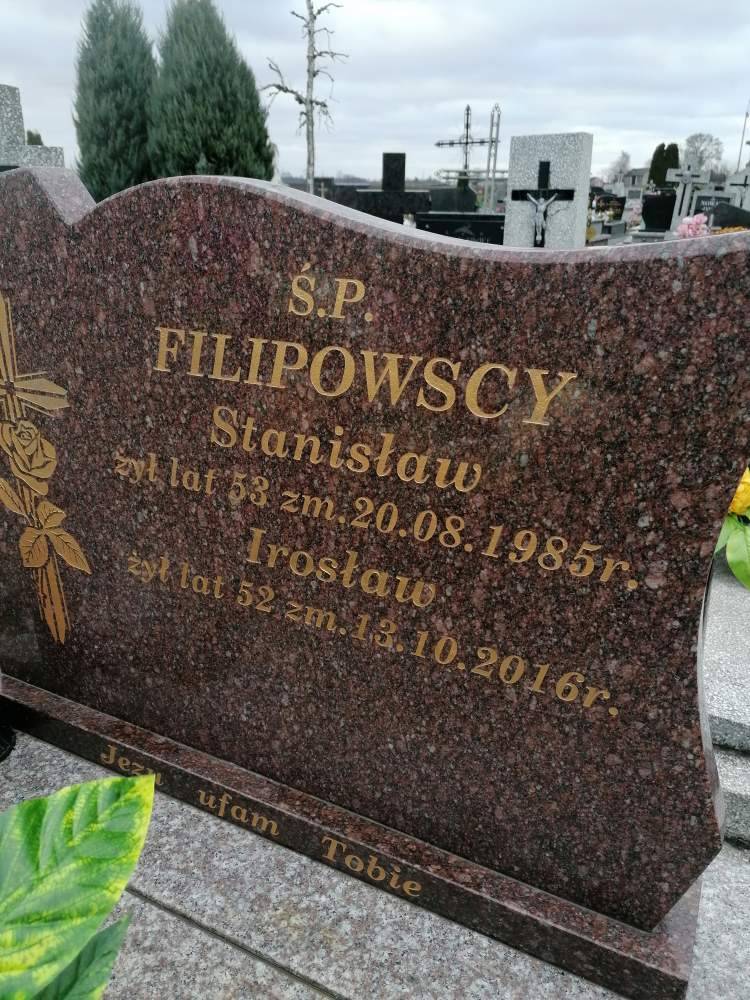 Ś.P.
FILIPOWSCY
Stanisław
żył lat 53 zm.20.08.1985r.
Irosław
żył lat 52 zm.13.10.2016r.
Jezu ufam Tobie